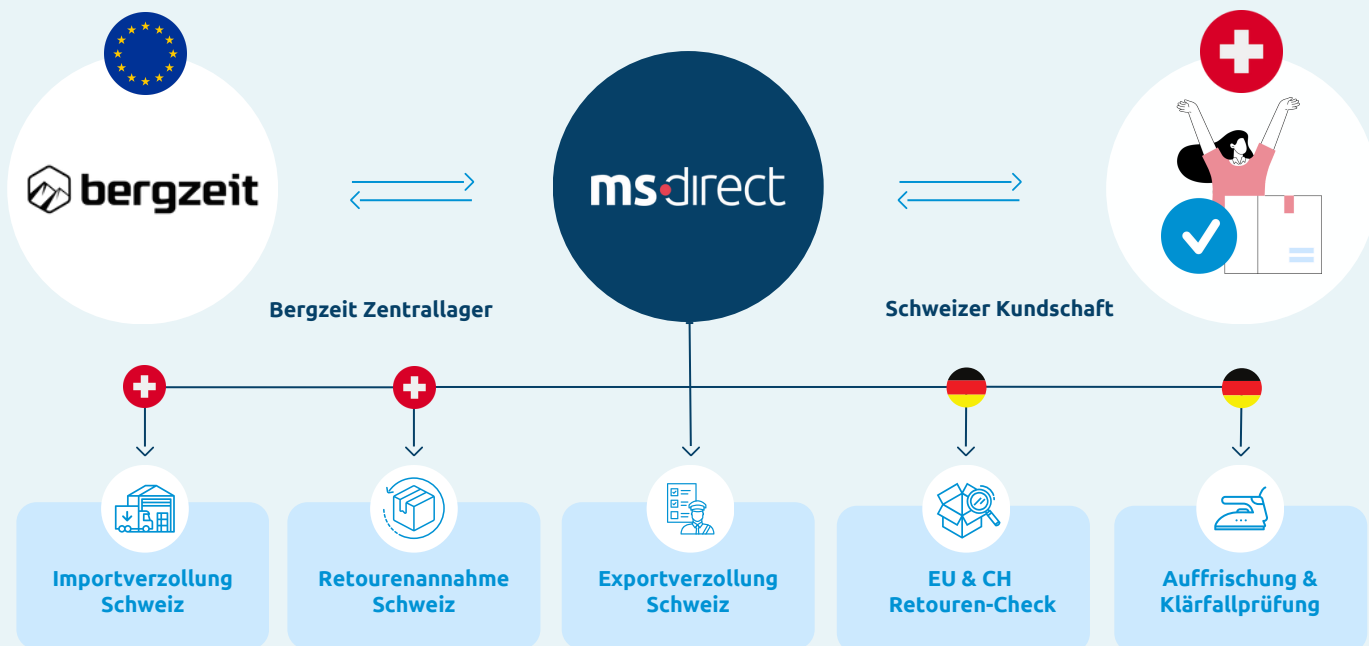 bergzeit
ms direct
Bergzeit Zentrallager
Schweizer Kundschaft
Importverzollung
Schweiz
Retourenannahme
Schweiz
Exportverzollung
Schweiz
EU & CH
Retouren-Check
Auffrischung &
Klärfallprüfung